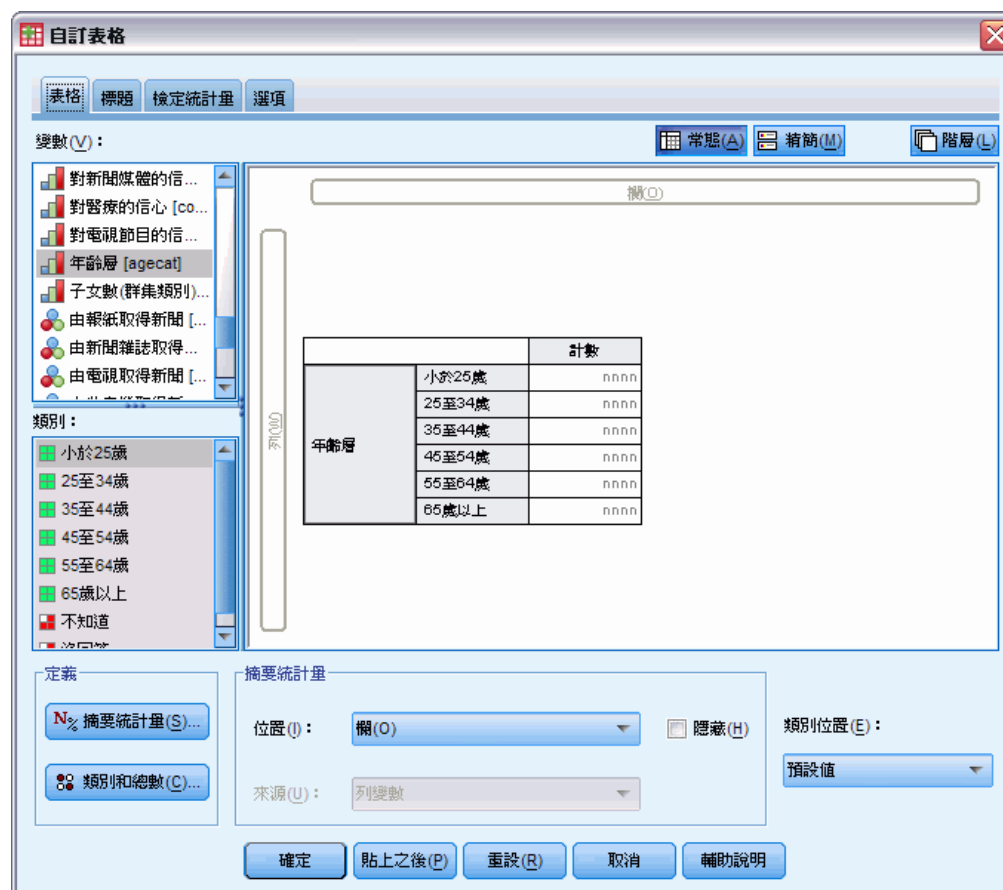 自訂表格
表格 標題 檢定統計量 選項
變數(V)：
常態(A) 精簡(M) 階層(L)
對新聞媒體的信...
對醫療的信心 [co...
對電視節目的信...
年齡層 [agecat]
子女數(群集類別)...
由報紙取得新聞 [...
由新聞雜誌取得...
由電視取得新聞 [...
欄(O)
列(W)
計數
年齡層
小於25歲 nnnn
25至34歲 nnnn
35至44歲 nnnn
45至54歲 nnnn
55至64歲 nnnn
65歲以上 nnnn
類別：
小於25歲
25至34歲
35至44歲
45至54歲
55至64歲
65歲以上
不知道
定義
N% 摘要統計量(S)...
類別和總數(C)...
摘要統計量
位置(I)： 欄(O) 隱藏(H)
來源(U)： 列變數
類別位置(E)：
預設值
確定 貼上之後(P) 重設(R) 取消 輔助說明